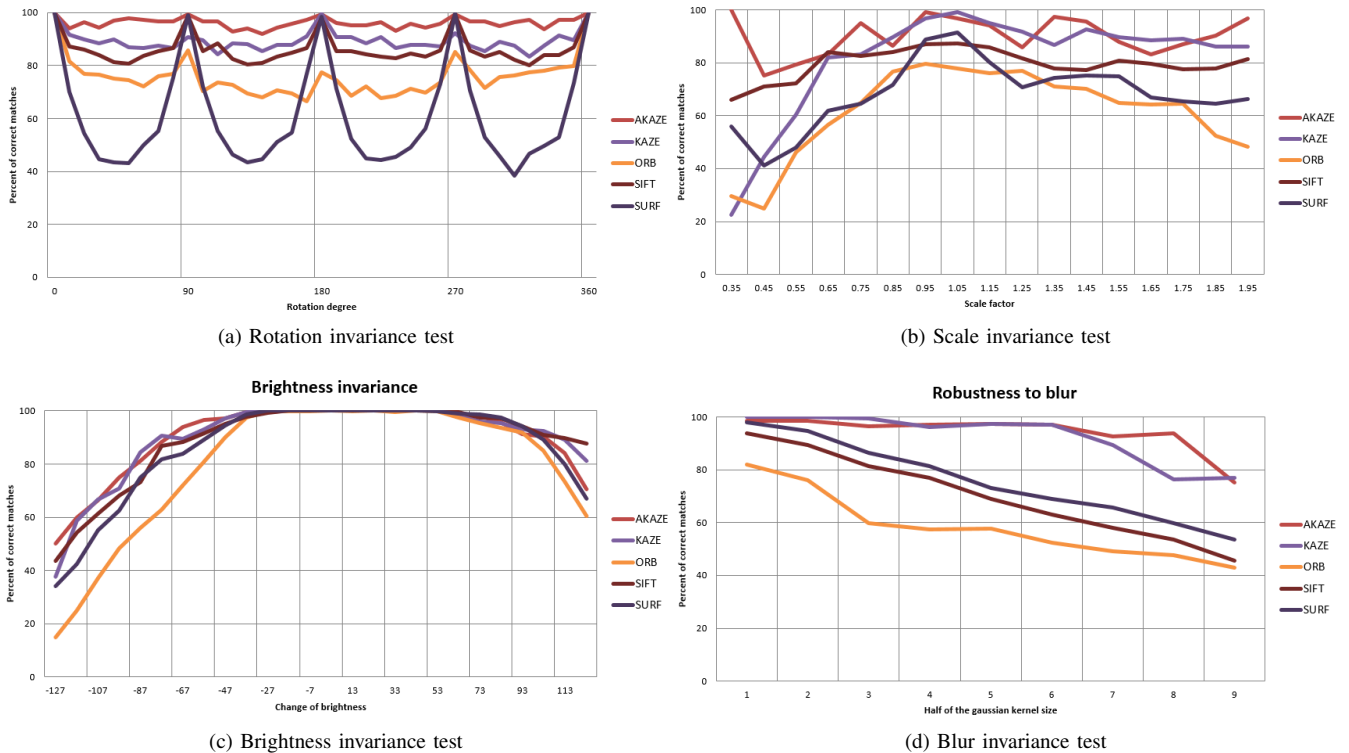 Percent of correct matches
100
80
60
40
20
0
0 90 180 270 360
Rotation degree
AKAZE
KAZE
ORB
SIFT
SURF
(a) Rotation invariance test
Percent of correct matches
100
80
60
40
20
0
0.35 0.45 0.55 0.65 0.75 0.85 0.95 1.05 1.15 1.25 1.35 1.45 1.55 1.65 1.75 1.85 1.95
Scale factor
AKAZE
KAZE
ORB
SIFT
SURF
(b) Scale invariance test
Brightness invariance
Percent of correct matches
100
80
60
40
20
0
-127 -107 -87 -67 -47 -27 -7 13 33 53 73 93 113
Change of brightness
AKAZE
KAZE
ORB
SIFT
SURF
(c) Brightness invariance test
Robustness to blur
Percent of correct matches
100
80
60
40
20
0
1 2 3 4 5 6 7 8 9
Half of the gaussian kernel size
AKAZE
KAZE
ORB
SIFT
SURF
(d) Blur invariance test